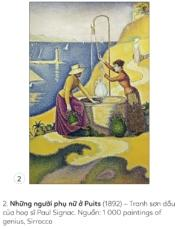 2
2. Những người phụ nữ ở Puits (1892) – Tranh sơn dầu
của hoạ sĩ Paul Signac. Nguồn: 1 000 paintings of
genius, Sirrocco